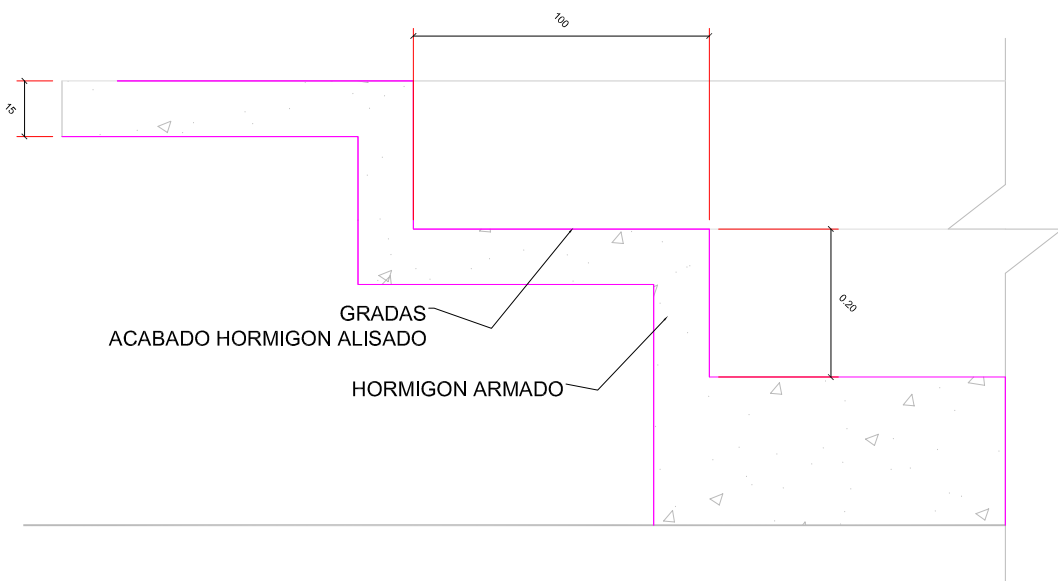 100
15
0.20
GRADAS
ACABADO HORMIGON ALISADO
HORMIGON ARMADO